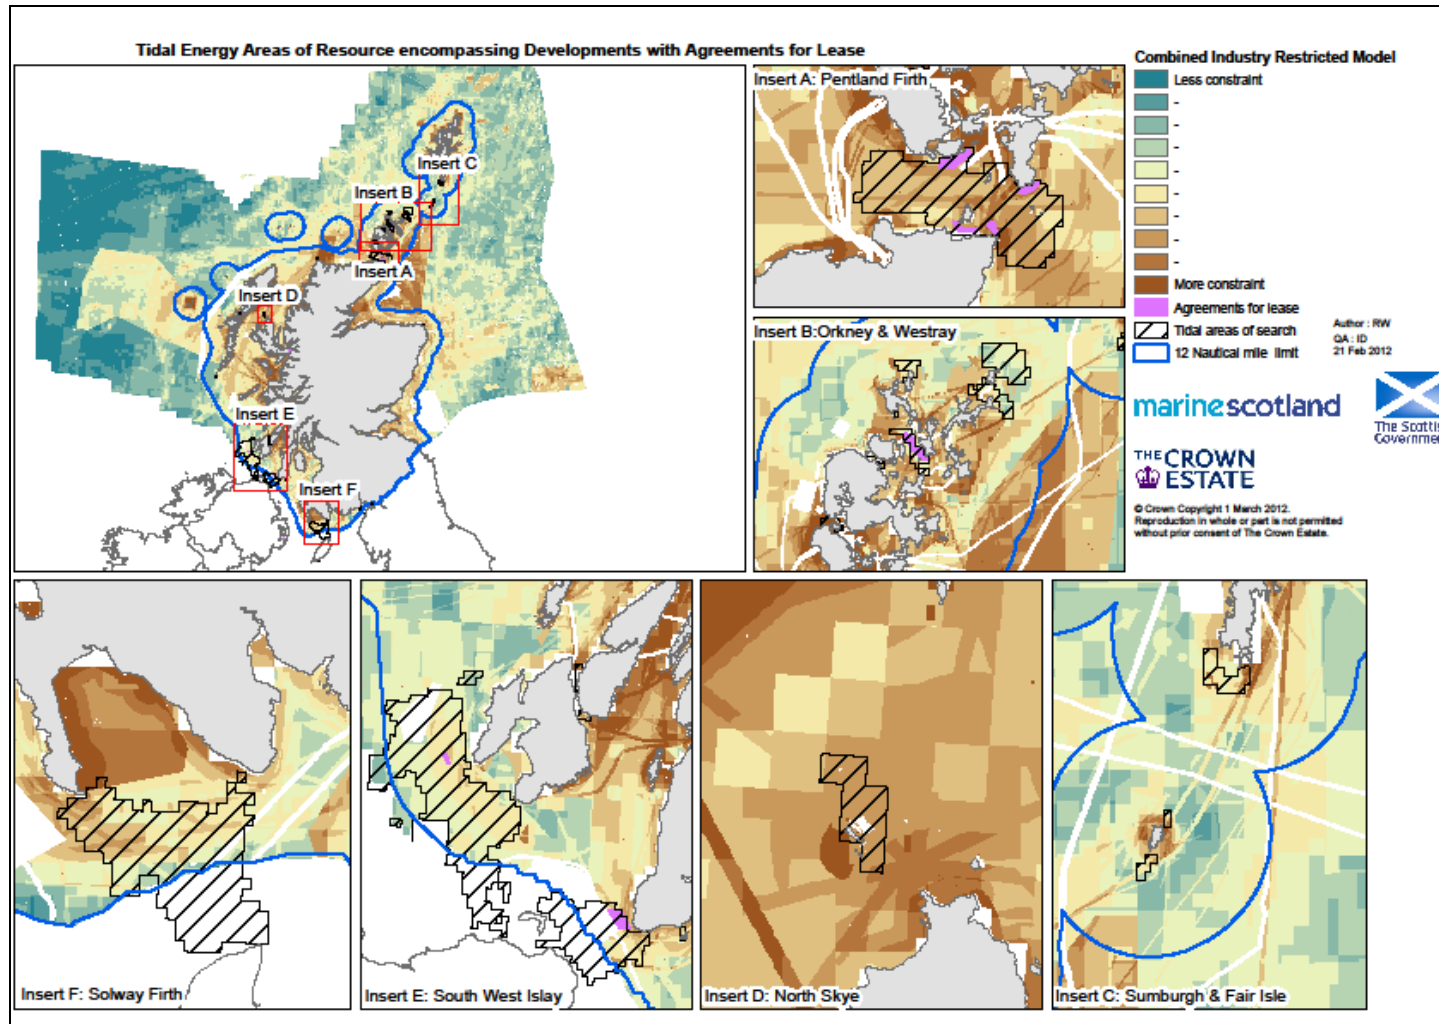 Tidal Energy Areas of Resource encompassing Developments with Agreements for Lease
Insert C
Insert B
Insert A
Insert D
Insert E
Insert F
Insert A: Pentland Firth
Insert B:Orkney & Westray
Combined Industry Restricted Model
Less constraint
-
-
-
-
-
-
-
-
More constraint
Agreements for lease
Tidal areas of search
12 Nautical mile limit
Author : RW
QA : ID
21 Feb 2012
marinescotland
The Scottis
Governme
THE CROWN
ESTATE
© Crown Copyright 1 March 2012.
Reproduction in whole or part is not permitted
without prior consent of The Crown Estate.
Insert F: Solway Firth
Insert E: South West Islay
Insert D: North Skye
Insert C: Sumburgh & Fair Isle